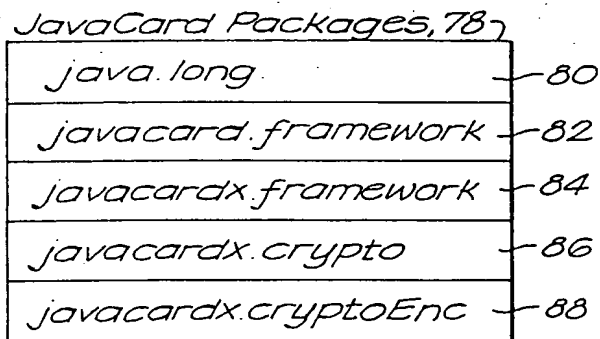 JavaCard Packages, 78
java.long 80
javacard.framework 82
javacardx.framework 84
javacardx.crypto 86
javacardx.cryptoEnc 88